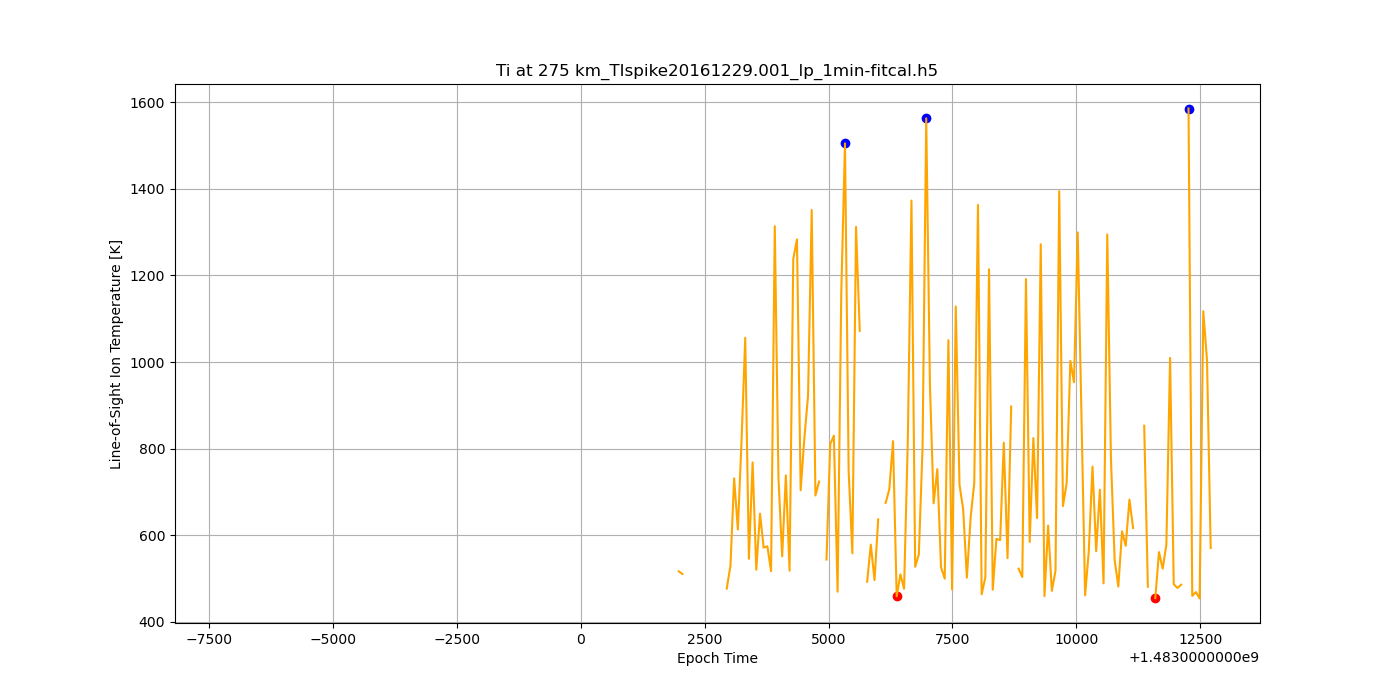 Ti at 275 km_TIspike20161229.001_lp_1min-fitcal.h5
Line-of-Sight Ion Temperature [K]
1600
1400
1200
1000
800
600
400
−7500 −5000 −2500 0 2500 5000 7500 10000 12500
Epoch Time
+1.4830000000e9